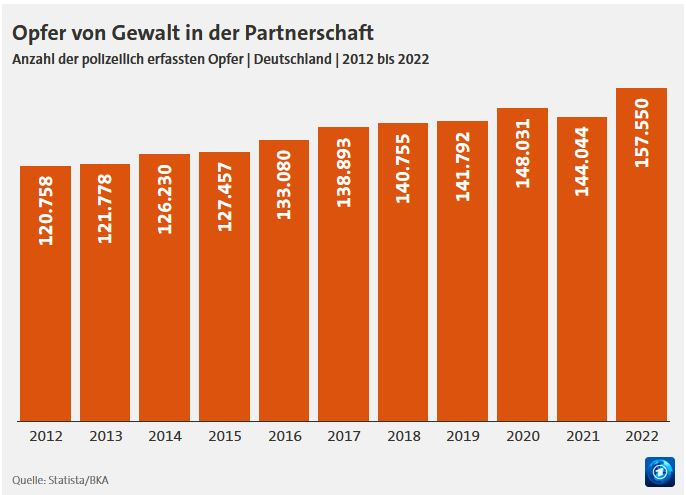 Opfer von Gewalt in der Partnerschaft
Anzahl der polizeilich erfassten Opfer | Deutschland | 2012 bis 2022
120.758
121.778
126.230
127.457
133.080
138.893
140.755
141.792
148.031
144.044
157.550
2012 2013 2014 2015 2016 2017 2018 2019 2020 2021 2022
Quelle: Statista/BKA